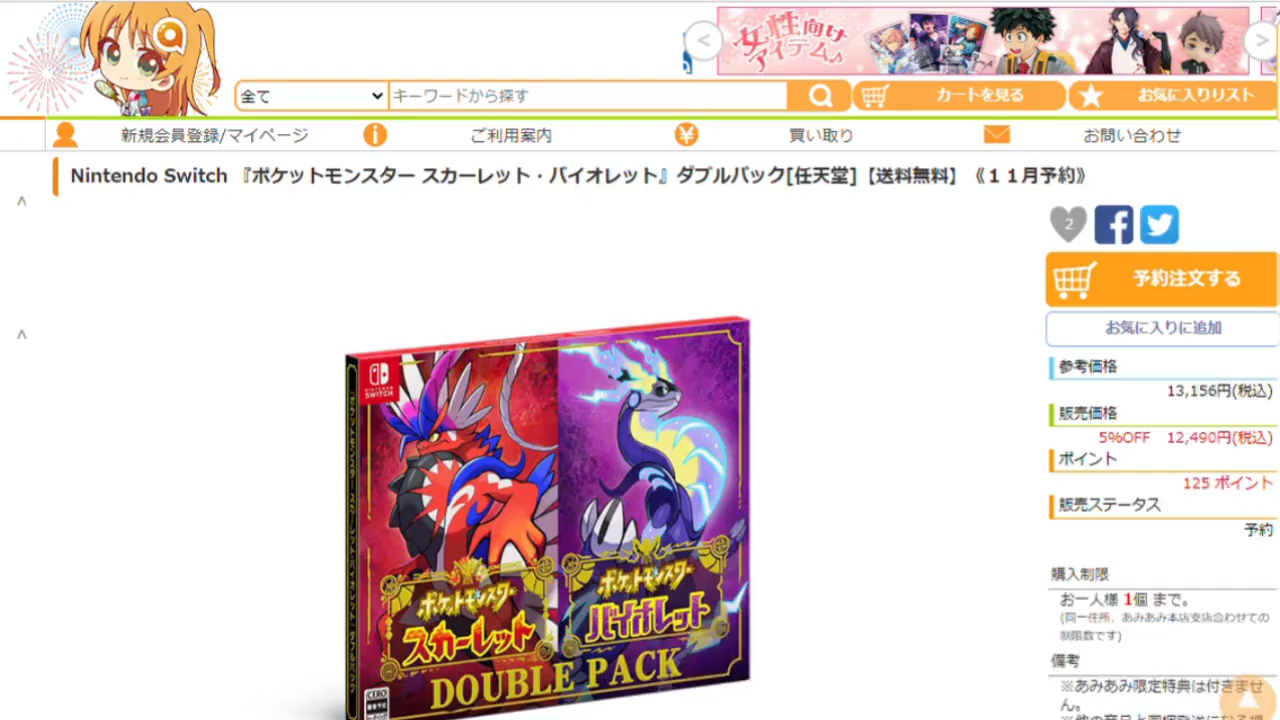 女性向け
アイテム♪
全て
キーワードから探す
カートを見る
お気に入りリスト
新規会員登録/マイページ
ご利用案内
買い取り
お問い合わせ
Nintendo Switch 『ポケットモンスター スカーレット・バイオレット』ダブルパック[任天堂]【送料無料】《１１月予約》
2
予約注文する
お気に入りに追加
参考価格
13,156円(税込)
販売価格
5%OFF 12,490円(税込)
ポイント
125 ポイント
販売ステータス
予約
購入制限
お一人様 1個 まで。
(同一住所、あみあみ本店支店合わせての
制限数です)
備考
※あみあみ限定特典は付きませ
ん。
NINTENDO
SWITCH
ポケットモンスター
スカーレット
ポケットモンスター
バイオレット
DOUBLE PACK
CERO